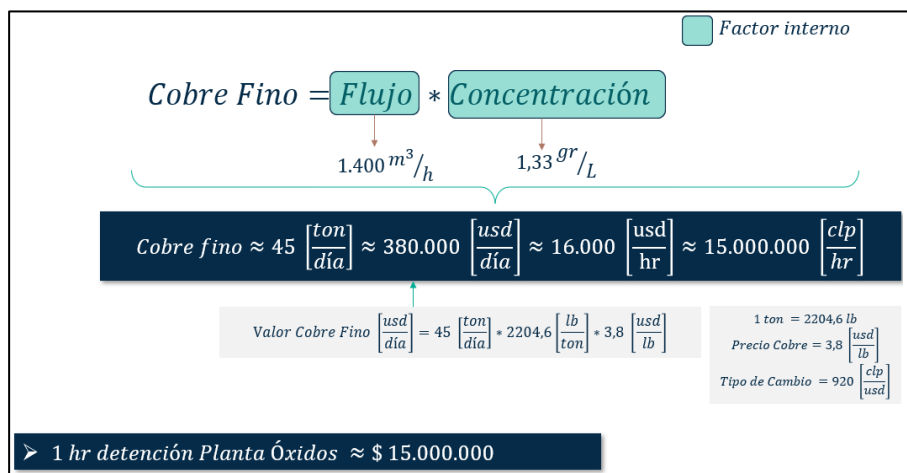 Factor interno
Cobre Fino = Flujo * Concentración
1.400 m³/h 1,33 gr/L
Cobre fino ≈ 45 [ton/día] ≈ 380.000 [usd/día] ≈ 16.000 [usd/hr] ≈ 15.000.000 [clp/hr]
Valor Cobre Fino [usd/día] = 45 [ton/día] * 2204,6 [lb/ton] * 3,8 [usd/lb]
1 ton = 2204,6 lb
Precio Cobre = 3,8 [usd/lb]
Tipo de Cambio = 920 [clp/usd]
➢ 1 hr detención Planta Óxidos ≈ $ 15.000.000